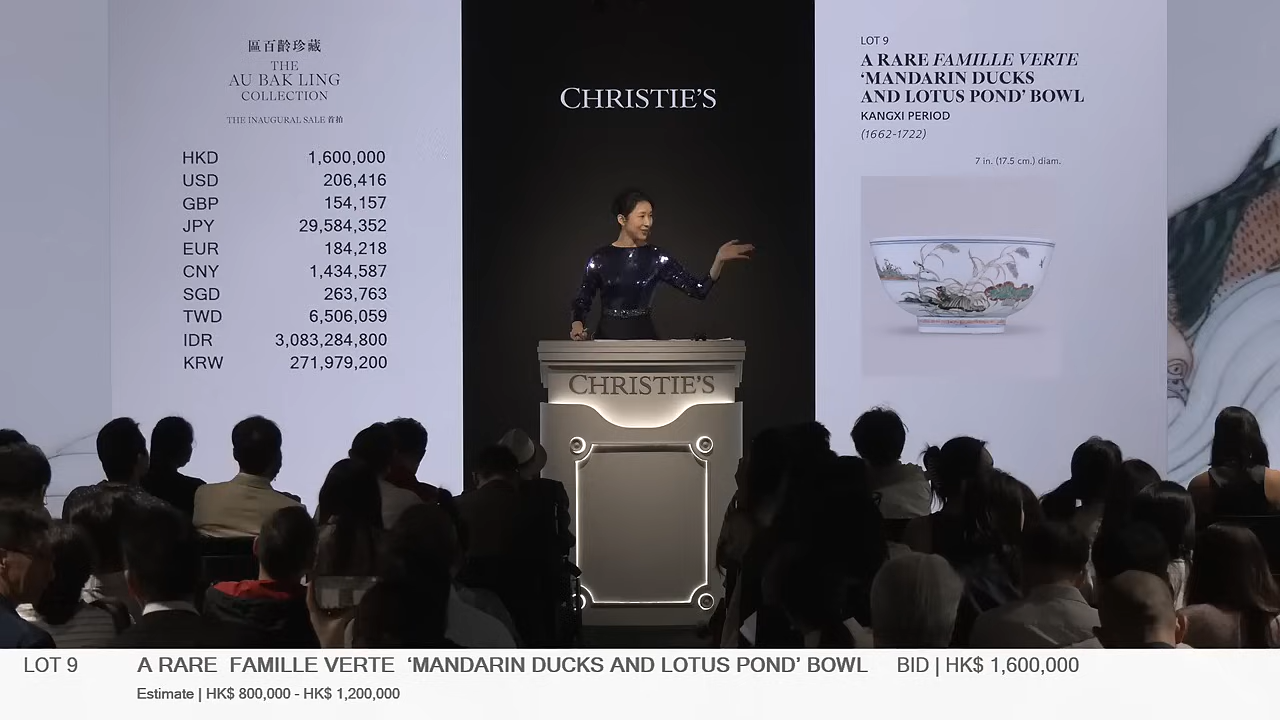 區百齡珍藏
THE
AU BAK LING
COLLECTION
THE INAUGURAL SALE 首拍
HKD 1,600,000
USD 206,416
GBP 154,157
JPY 29,584,352
EUR 184,218
CNY 1,434,587
SGD 263,763
TWD 6,506,059
IDR 3,083,284,800
KRW 271,979,200
CHRISTIE'S
CHRISTIE'S
LOT 9
A RARE FAMILLE VERTE
‘MANDARIN DUCKS
AND LOTUS POND’ BOWL
KANGXI PERIOD
(1662-1722)
7 in. (17.5 cm.) diam.
LOT 9 A RARE FAMILLE VERTE ‘MANDARIN DUCKS AND LOTUS POND’ BOWL BID | HK$ 1,600,000
Estimate | HK$ 800,000 - HK$ 1,200,000